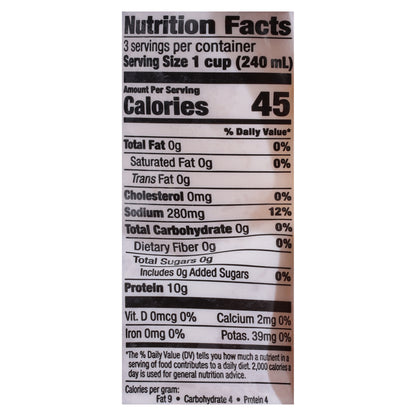 Nutrition Facts
3 servings per container
Serving Size 1 cup (240 mL)
Amount Per Serving
Calories 45
% Daily Value*
Total Fat 0g 0%
Saturated Fat 0g 0%
Trans Fat 0g
Cholesterol 0mg 0%
Sodium 280mg 12%
Total Carbohydrate 0g 0%
Dietary Fiber 0g 0%
Total Sugars 0g
Includes 0g Added Sugars 0%
Protein 10g
Vit. D 0mcg 0% Calcium 2mg 0%
Iron 0mg 0% Potas. 39mg 0%
*The % Daily Value (DV) tells you how much a nutrient in a
serving of food contributes to a daily diet. 2,000 calories a
day is used for general nutrition advice.
Calories per gram:
Fat 9 • Carbohydrate 4 • Protein 4